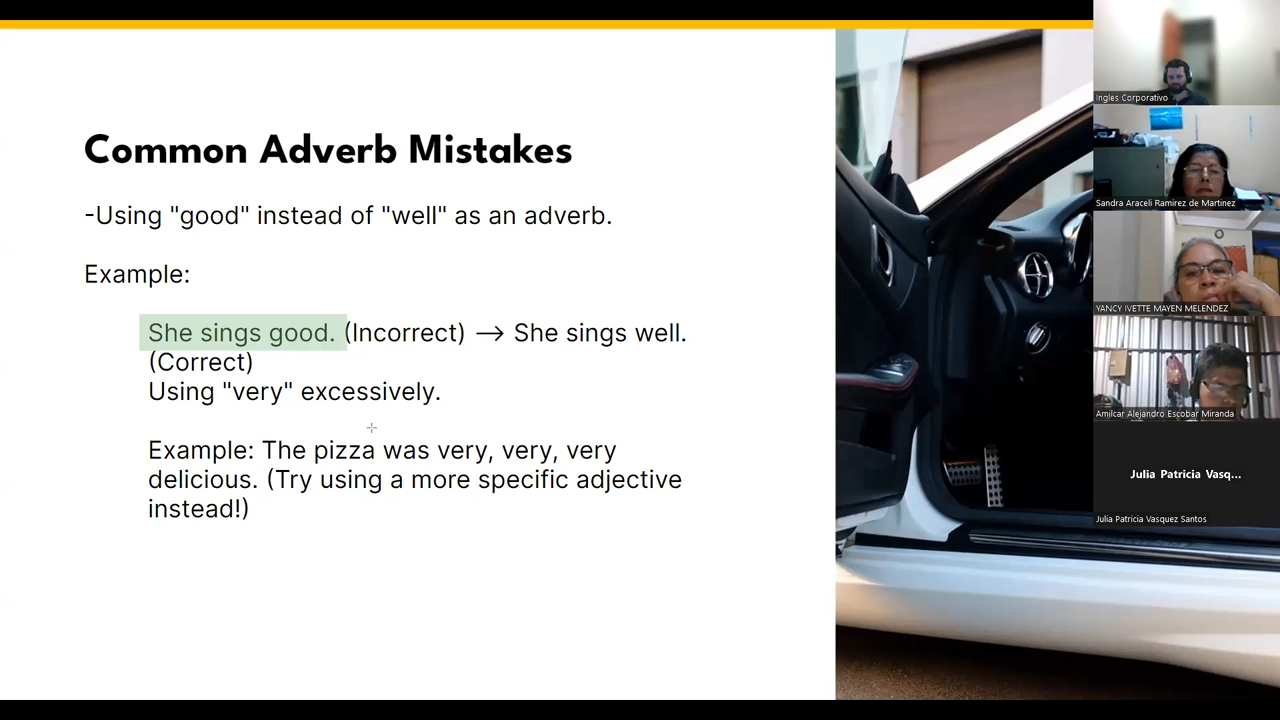 Common Adverb Mistakes
-Using "good" instead of "well" as an adverb.
Example:
She sings good. (Incorrect) --> She sings well.
(Correct)
Using "very" excessively.
Example: The pizza was very, very, very
delicious. (Try using a more specific adjective
instead!)
Ingles Corporativo
Sandra Araceli Ramirez de Martinez
YANCY IVETTE MAYEN MELENDEZ
Amilcar Alejandro Escobar Miranda
Julia Patricia Vasq...
Julia Patricia Vasquez Santos